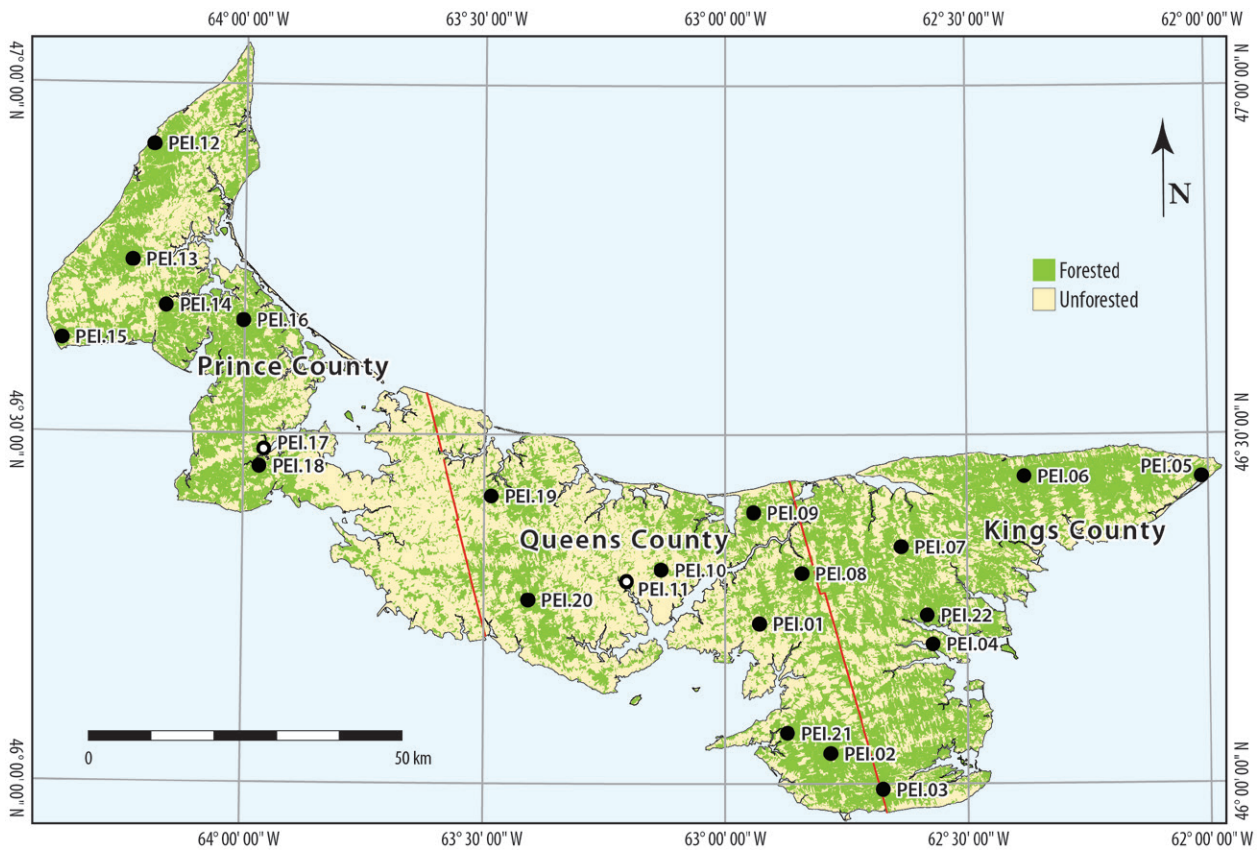 64° 00' 00" W
63° 30' 00" W
63° 00' 00" W
62° 30' 00" W
62° 00' 00" W
47° 00' 00" N
47° 00' 00" N
PEI.12
N
PEI.13
Forested
PEI.14
Unforested
PEI.16
PEI.15
Prince County
46° 30' 00" N
46° 30' 00" N
PEI.17
PEI.18
PEI.05
PEI.06
PEI.19
PEI.09
Kings County
Queens County
PEI.07
PEI.10
PEI.08
PEI.11
PEI.20
PEI.22
PEI.01
PEI.04
PEI.21
PEI.02
0
50 km
PEI.03
46° 00' 00" N
46° 00' 00" N
64° 00' 00" W
63° 30' 00" W
63° 00' 00" W
62° 30' 00" W
62° 00' 00" W